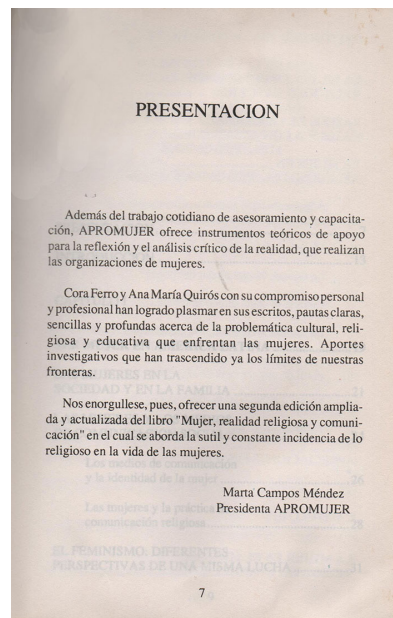 PRESENTACION
Además del trabajo cotidiano de asesoramiento y capacita-
ción, APROMUJER ofrece instrumentos teóricos de apoyo
para la reflexión y el análisis crítico de la realidad, que realizan
las organizaciones de mujeres.
Cora Ferro y Ana María Quirós con su compromiso personal
y profesional han logrado plasmar en sus escritos, pautas claras,
sencillas y profundas acerca de la problemática cultural, reli-
giosa y educativa que enfrentan las mujeres. Aportes
investigativos que han trascendido ya los límites de nuestras
fronteras.
Nos enorgullese, pues, ofrecer una segunda edición amplia-
da y actualizada del libro "Mujer, realidad religiosa y comuni-
cación" en el cual se aborda la sutil y constante incidencia de lo
religioso en la vida de las mujeres.
Marta Campos Méndez
Presidenta APROMUJER
7